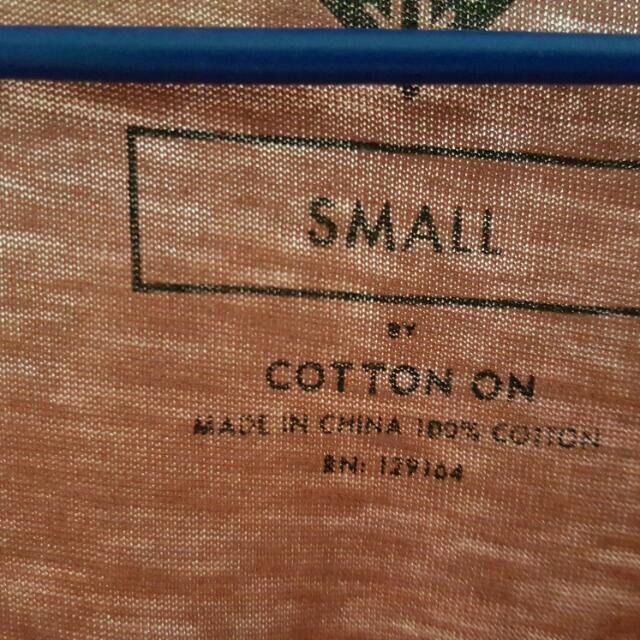 SMALL
BY
COTTON ON
MADE IN CHINA 100% COTTON
RN: 129164